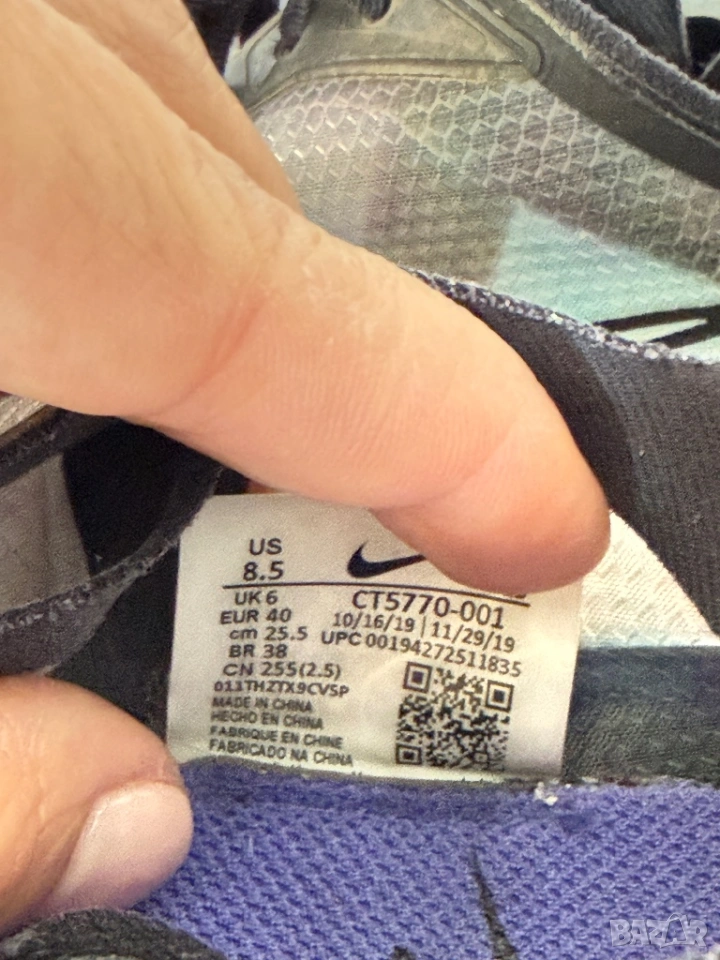 US
8.5
UK 6
EUR 40
cm 25.5
BR 38
CN 255(2.5)
011THZTX9CVSP
MADE IN CHINA
HECHO EN CHINA
FABRIQUE EN CHINE
FABRICADO NA CHINA
CT5770-001
10/16/19 | 11/29/19
UPC 00194272511835
BAZAR